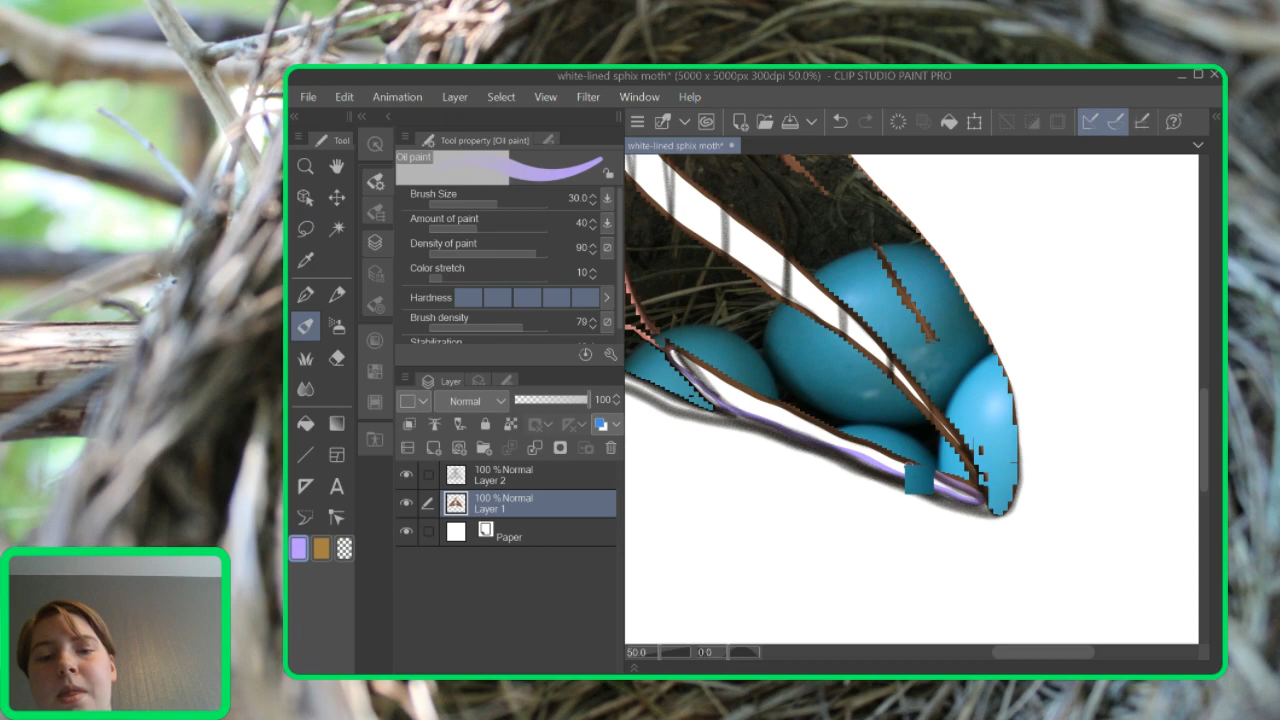 white-lined sphix moth* (5000 x 5000px 300dpi 50.0%) - CLIP STUDIO PAINT PRO
File Edit Animation Layer Select View Filter Window Help
Tool
Tool property [Oil paint]
white-lined sphix moth*
Oil paint
Brush Size 30.0
Amount of paint 40
Density of paint 90
Color stretch 10
Hardness
Brush density 79
Stabilization
Layer
Normal 100
100 % Normal
Layer 2
100 % Normal
Layer 1
Paper
50.0 0.0